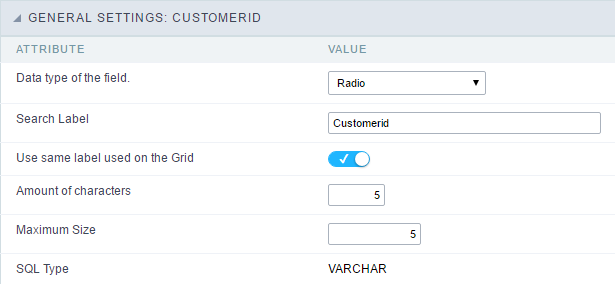 GENERAL SETTINGS: CUSTOMERID
ATTRIBUTE VALUE
Data type of the field. Radio
Search Label Customerid
Use same label used on the Grid
Amount of characters 5
Maximum Size 5
SQL Type VARCHAR